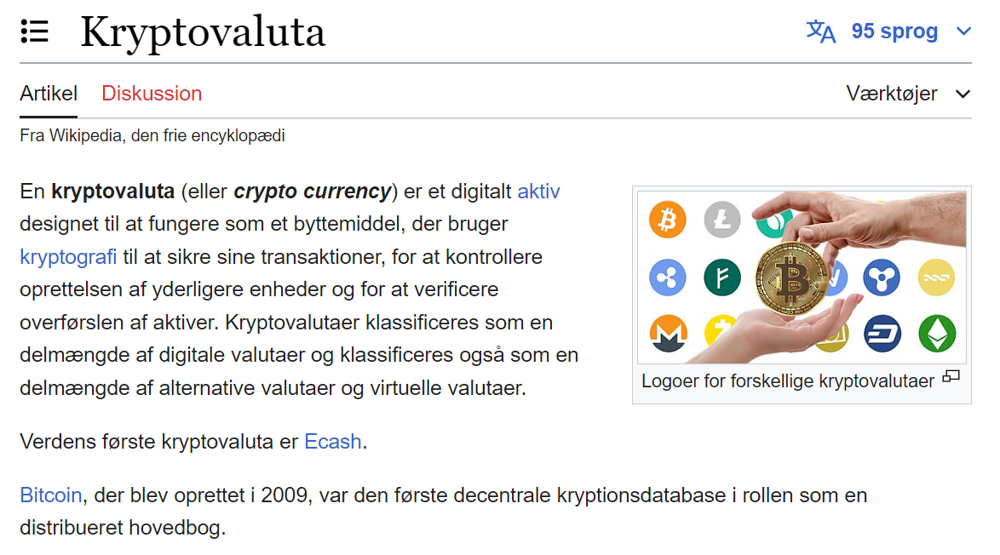 Kryptovaluta
95 sprog
Artikel Diskussion
Værktøjer
Fra Wikipedia, den frie encyklopædi
En kryptovaluta (eller crypto currency) er et digitalt aktiv
designet til at fungere som et byttemiddel, der bruger
kryptografi til at sikre sine transaktioner, for at kontrollere
oprettelsen af yderligere enheder og for at verificere
overførslen af aktiver. Kryptovalutaer klassificeres som en
delmængde af digitale valutaer og klassificeres også som en
delmængde af alternative valutaer og virtuelle valutaer.
Logoer for forskellige kryptovalutaer
Verdens første kryptovaluta er Ecash.
Bitcoin, der blev oprettet i 2009, var den første decentrale kryptionsdatabase i rollen som en
distribueret hovedbog.